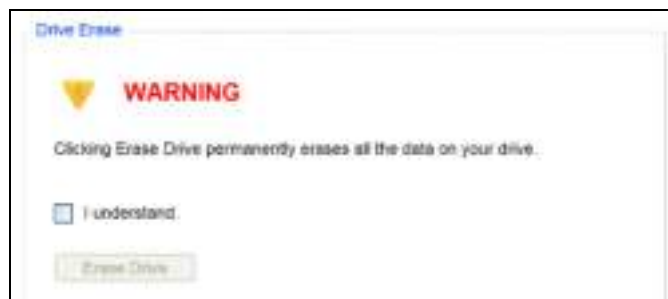 Drive Erase
WARNING
Clicking Erase Drive permanently erases all the data on your drive.
I understand.
Erase Drive